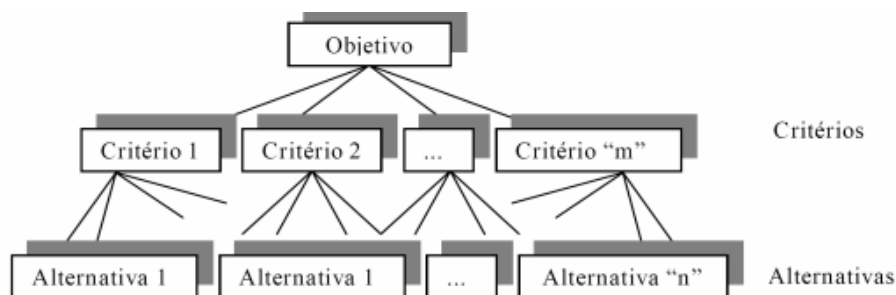 Objetivo
Critério 1 Critério 2 ... Critério “m” Critérios
Alternativa 1 Alternativa 1 ... Alternativa “n” Alternativas